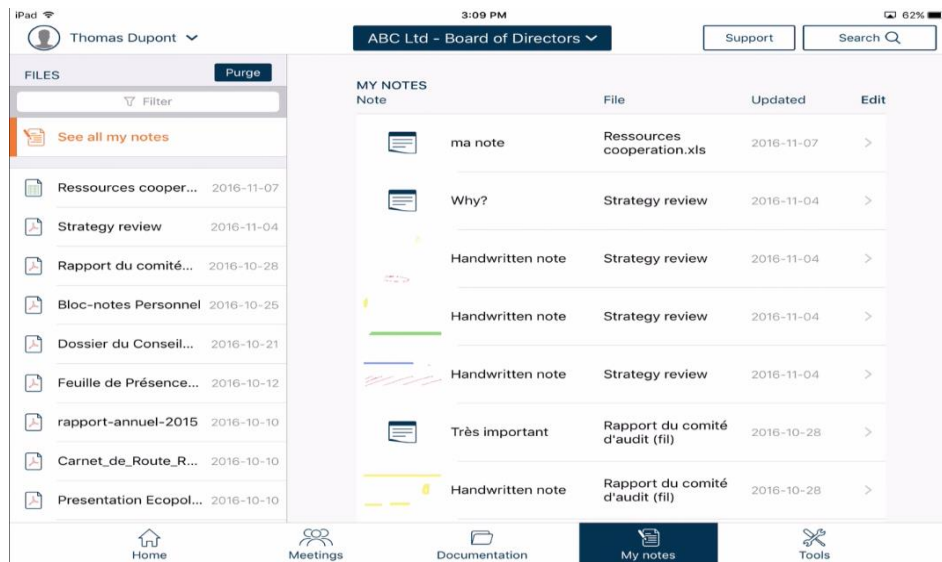 iPad 3:09 PM 62%
Thomas Dupont ABC Ltd - Board of Directors Support Search
FILES Purge
Filter
See all my notes
Ressources cooper... 2016-11-07
Strategy review 2016-11-04
Rapport du comité... 2016-10-28
Bloc-notes Personnel 2016-10-25
Dossier du Conseil... 2016-10-21
Feuille de Présence... 2016-10-12
rapport-annuel-2015 2016-10-10
Carnet_de_Route_R... 2016-10-10
Presentation Ecopol... 2016-10-10
MY NOTES
Note File Updated Edit
ma note Ressources cooperation.xls 2016-11-07
Why? Strategy review 2016-11-04
Handwritten note Strategy review 2016-11-04
Handwritten note Strategy review 2016-11-04
Handwritten note Strategy review 2016-11-04
Très important Rapport du comité d'audit (fil) 2016-10-28
Handwritten note Rapport du comité d'audit (fil) 2016-10-28
Home Meetings Documentation My notes Tools